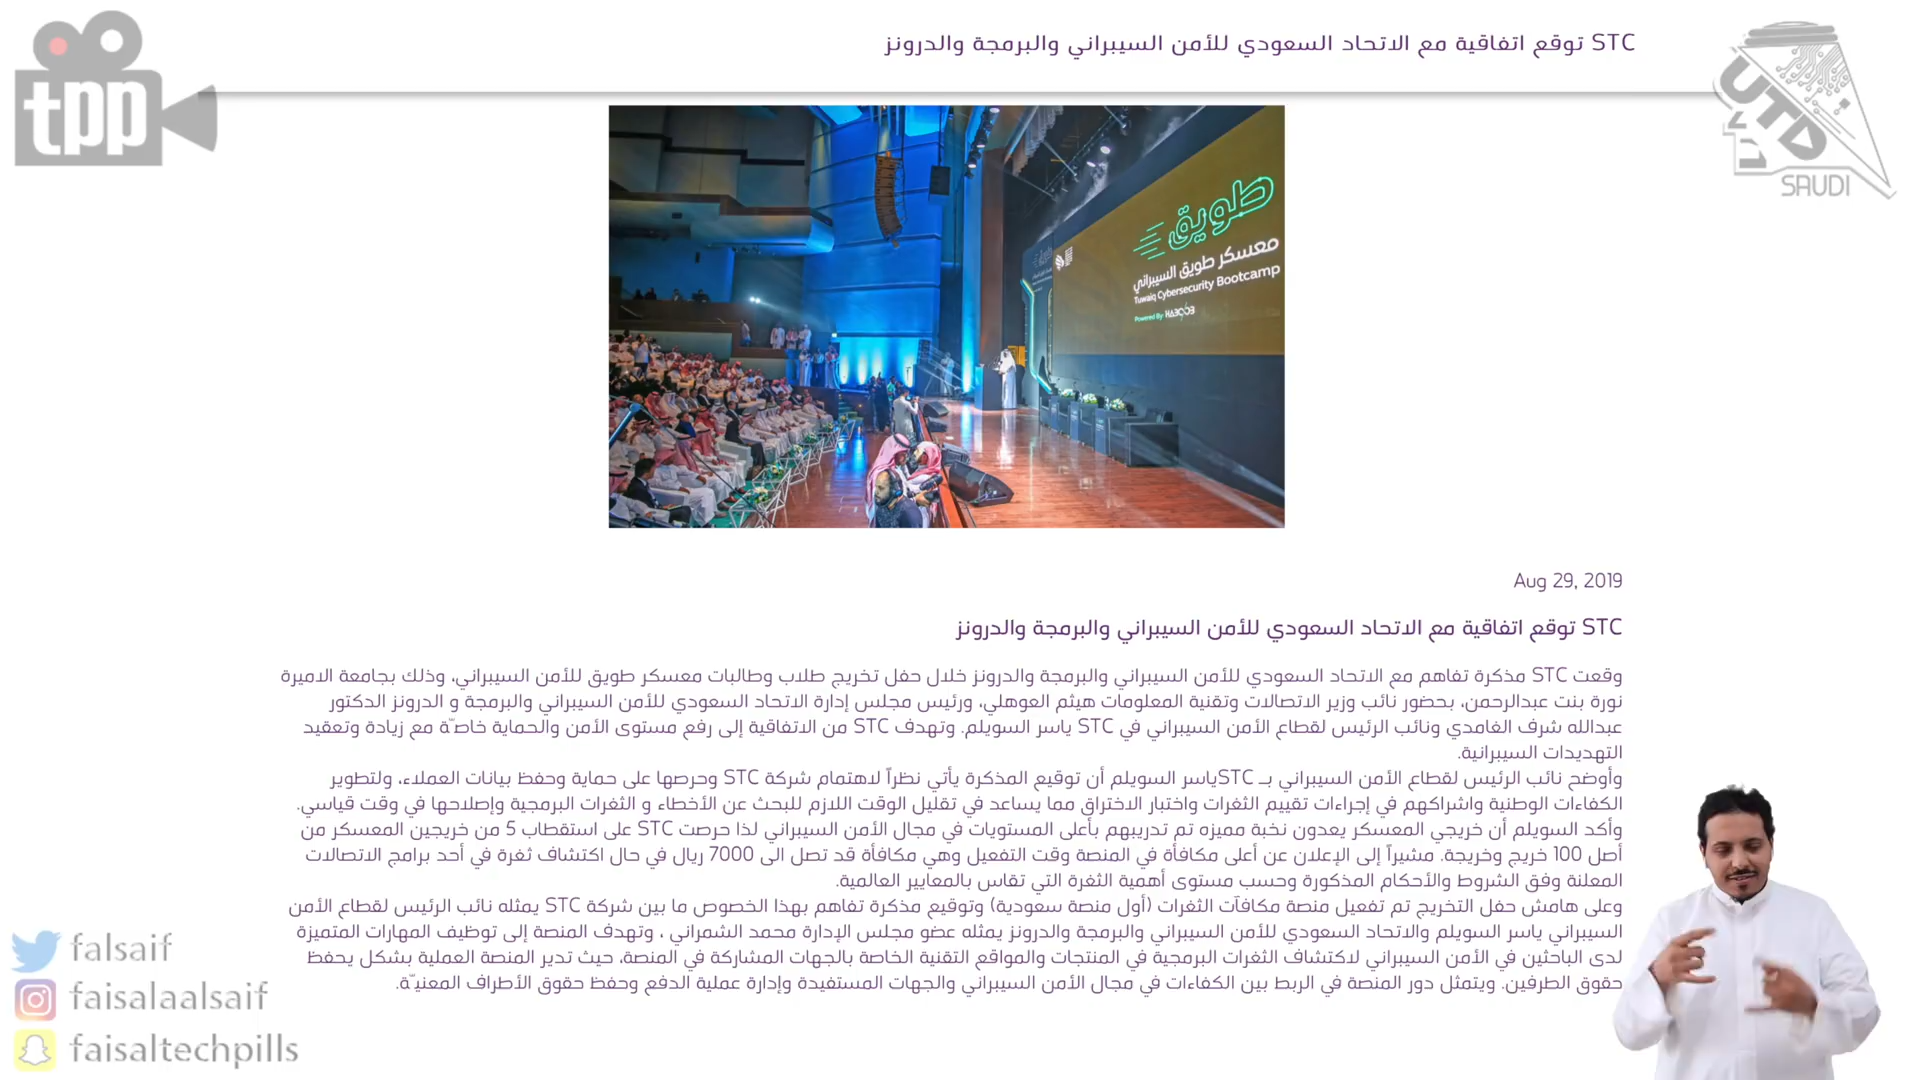 STC توقع اتفاقية مع الاتحاد السعودي للأمن السيبراني والبرمجة والدرونز
tpp
UTD
SAUDI
طويق
معسكر طويق السيبراني
Tuwaiq Cybersecurity Bootcamp
Powered By
Aug 29, 2019
STC توقع اتفاقية مع الاتحاد السعودي للأمن السيبراني والبرمجة والدرونز
وقعت STC مذكرة تفاهم مع الاتحاد السعودي للأمن السيبراني والبرمجة والدرونز خلال حفل تخريج طلاب وطالبات معسكر طويق للأمن السيبراني، وذلك بجامعة الاميرة
نورة بنت عبدالرحمن، بحضور نائب وزير الاتصالات وتقنية المعلومات هيثم العوهلي، ورئيس مجلس إدارة الاتحاد السعودي للأمن السيبراني والبرمجة و الدرونز الدكتور
عبدالله شرف الغامدي ونائب الرئيس لقطاع الأمن السيبراني في STC ياسر السويلم. وتهدف STC من الاتفاقية إلى رفع مستوى الأمن والحماية خاصّة مع زيادة وتعقيد
التهديدات السيبرانية.
وأوضح نائب الرئيس لقطاع الأمن السيبراني بـ STCياسر السويلم أن توقيع المذكرة يأتي نظراً لاهتمام شركة STC وحرصها على حماية وحفظ بيانات العملاء، ولتطوير
الكفاءات الوطنية واشراكهم في إجراءات تقييم الثغرات واختبار الاختراق مما يساعد في تقليل الوقت اللازم للبحث عن الأخطاء و الثغرات البرمجية وإصلاحها في وقت قياسي.
وأكد السويلم أن خريجي المعسكر يعدون نخبة مميزه تم تدريبهم بأعلى المستويات في مجال الأمن السيبراني لذا حرصت STC على استقطاب 5 من خريجين المعسكر من
أصل 100 خريج وخريجة. مشيراً إلى الإعلان عن أعلى مكافأة في المنصة وقت التفعيل وهي مكافأة قد تصل الى 7000 ريال في حال اكتشاف ثغرة في أحد برامج الاتصالات
المعلنة وفق الشروط والأحكام المذكورة وحسب مستوى أهمية الثغرة التي تقاس بالمعايير العالمية.
وعلى هامش حفل التخريج تم تفعيل منصة مكافآت الثغرات (أول منصة سعودية) وتوقيع مذكرة تفاهم بهذا الخصوص ما بين شركة STC يمثله نائب الرئيس لقطاع الأمن
السيبراني ياسر السويلم والاتحاد السعودي للأمن السيبراني والبرمجة والدرونز يمثله عضو مجلس الإدارة محمد الشمراني ، وتهدف المنصة إلى توظيف المهارات المتميزة
لدى الباحثين في الأمن السيبراني لاكتشاف الثغرات البرمجية في المنتجات والمواقع التقنية الخاصة بالجهات المشاركة في المنصة، حيث تدير المنصة العملية بشكل يحفظ
حقوق الطرفين. ويتمثل دور المنصة في الربط بين الكفاءات في مجال الأمن السيبراني والجهات المستفيدة وإدارة عملية الدفع وحفظ حقوق الأطراف المعنيّة.
falsaif
faisalaalsaif
faisaltechpills